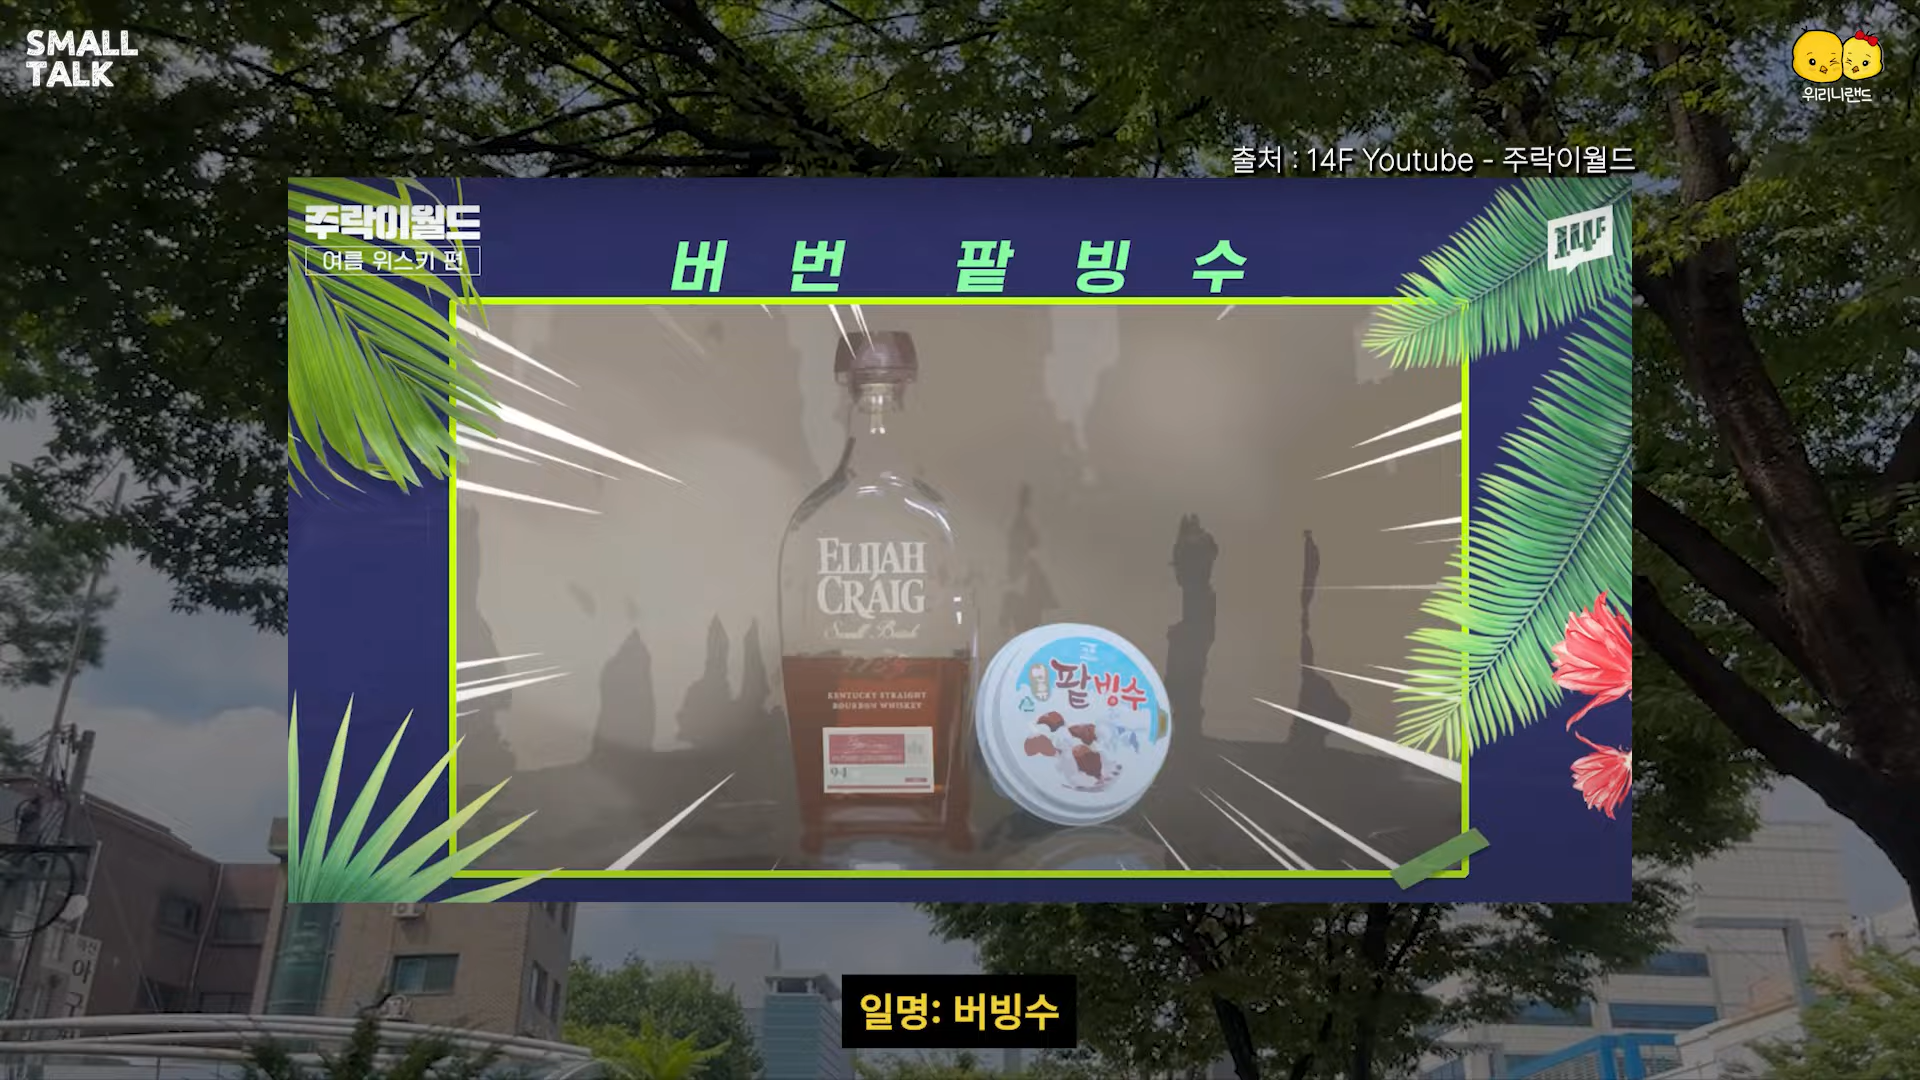 SMALL
TALK
위리니랜드
출처 : 14F Youtube - 주락이월드
주락이월드
여름 위스키 편
14F
버번 팥빙수
ELIJAH
CRAIG
Small Batch
KENTUCKY STRAIGHT
BOURBON WHISKEY
94
팥빙수
일명: 버빙수